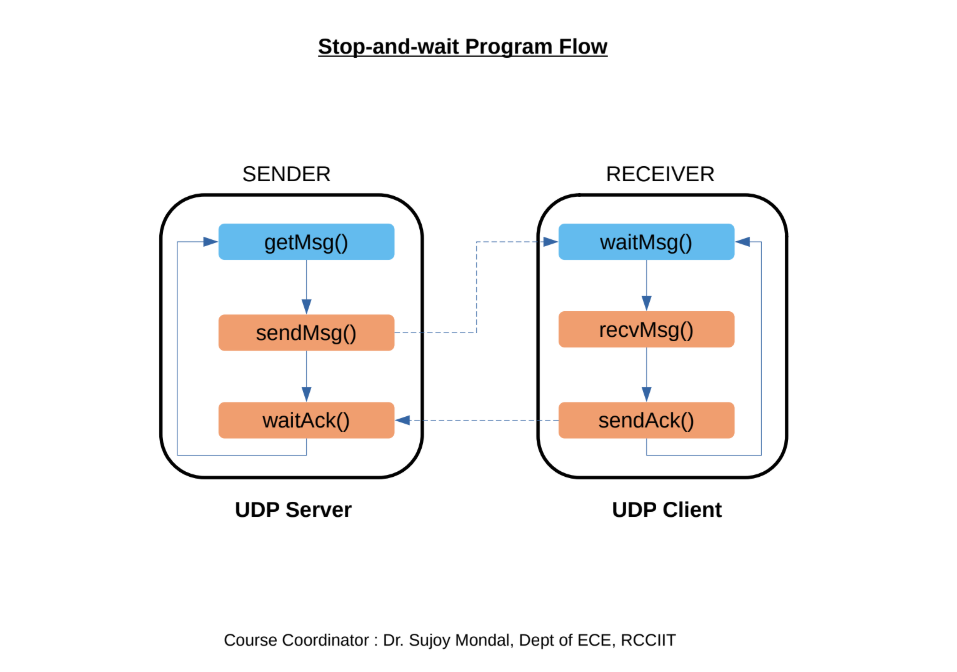 Stop-and-wait Program Flow
SENDER
RECEIVER
getMsg()
waitMsg()
sendMsg()
recvMsg()
waitAck()
sendAck()
UDP Server
UDP Client
Course Coordinator : Dr. Sujoy Mondal, Dept of ECE, RCCIIT